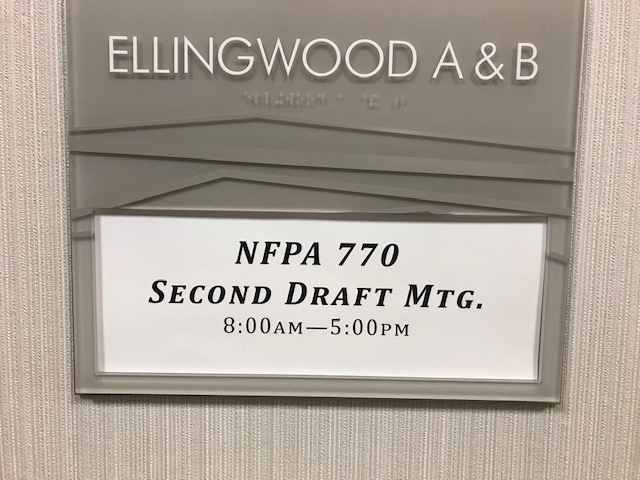 ELLINGWOOD A & B
NFPA 770
SECOND DRAFT MTG.
8:00AM—5:00PM